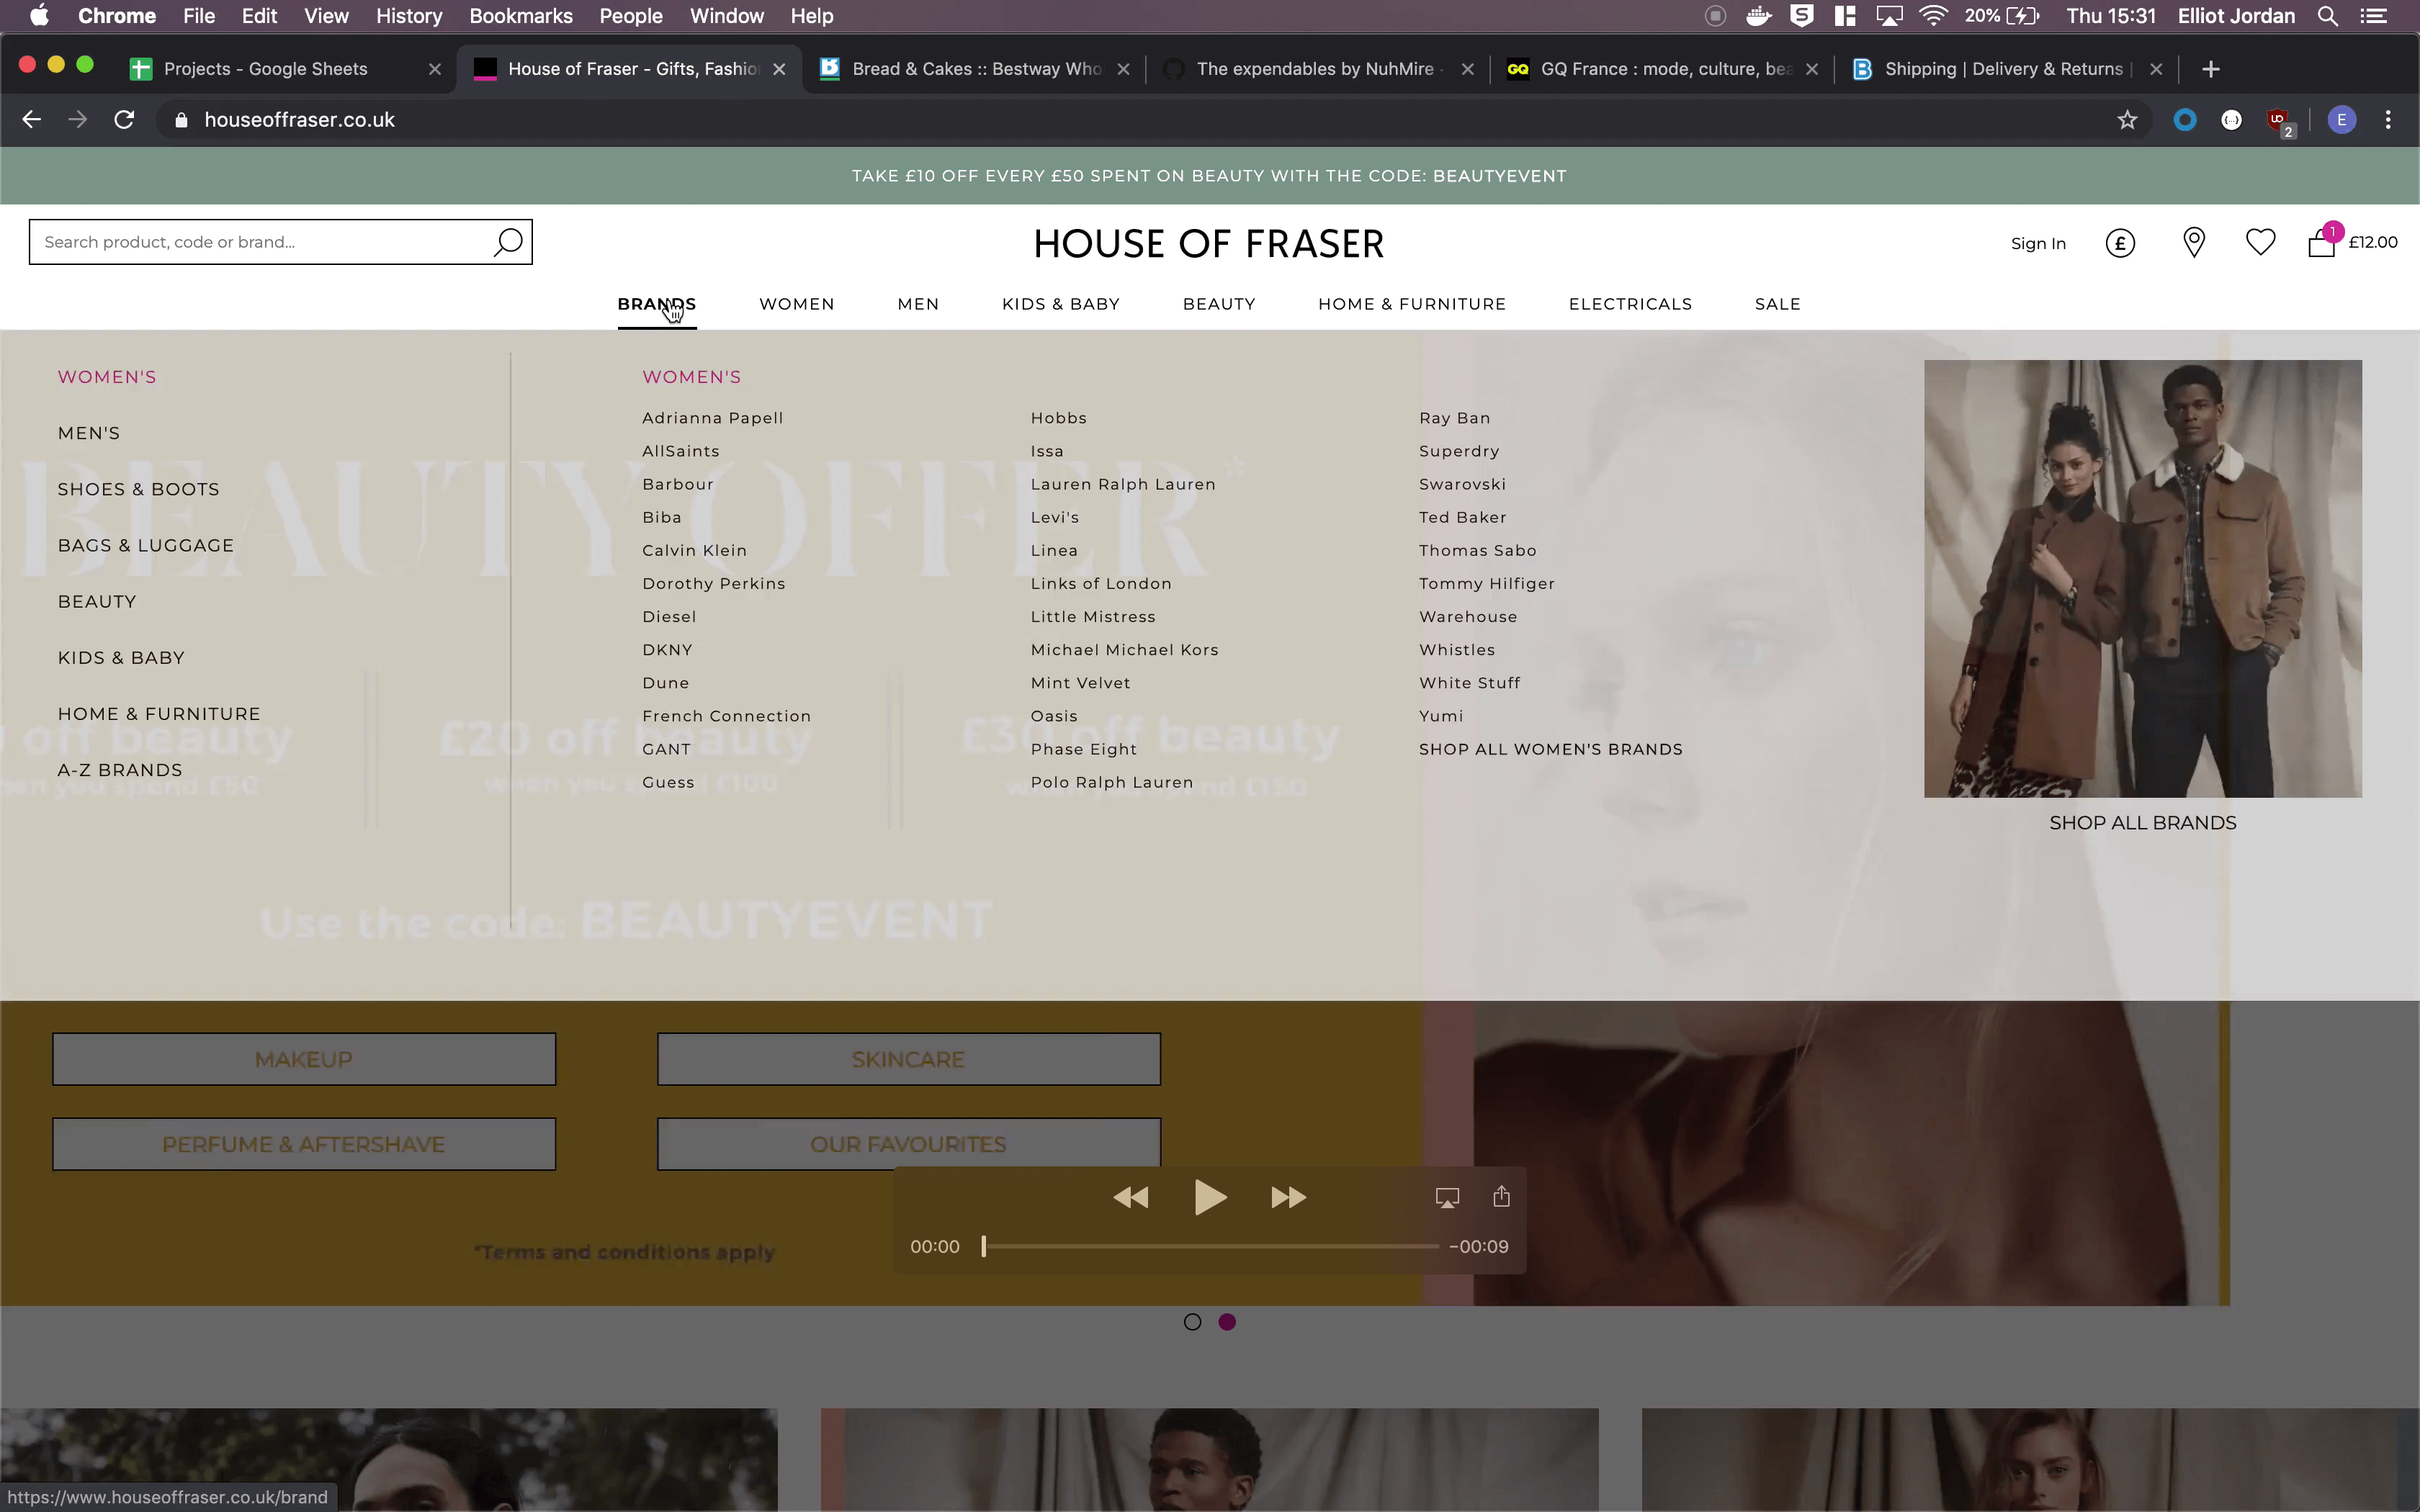 Chrome File Edit View History Bookmarks People Window Help 20% Thu 15:31 Elliot Jordan
Projects - Google Sheets House of Fraser - Gifts, Fashio Bread & Cakes :: Bestway Who The expendables by NuhMire GQ GQ France : mode, culture, bea Shipping | Delivery & Returns |
houseoffraser.co.uk 2 E
TAKE £10 OFF EVERY £50 SPENT ON BEAUTY WITH THE CODE: BEAUTYEVENT
Search product, code or brand... HOUSE OF FRASER Sign In £ 1 £12.00
BRANDS WOMEN MEN KIDS & BABY BEAUTY HOME & FURNITURE ELECTRICALS SALE
WOMEN'S
MEN'S
SHOES & BOOTS
BAGS & LUGGAGE
BEAUTY
KIDS & BABY
HOME & FURNITURE
A-Z BRANDS
WOMEN'S
Adrianna Papell
AllSaints
Barbour
Biba
Calvin Klein
Dorothy Perkins
Diesel
DKNY
Dune
French Connection
GANT
Guess
Hobbs
Issa
Lauren Ralph Lauren
Levi's
Linea
Links of London
Little Mistress
Michael Michael Kors
Mint Velvet
Oasis
Phase Eight
Polo Ralph Lauren
Ray Ban
Superdry
Swarovski
Ted Baker
Thomas Sabo
Tommy Hilfiger
Warehouse
Whistles
White Stuff
Yumi
SHOP ALL WOMEN'S BRANDS
SHOP ALL BRANDS
BEAUTY OFFER*
off beauty £20 off beauty £30 off beauty
when you spend £50 when you spend £100 when you spend £150
Use the code: BEAUTYEVENT
MAKEUP SKINCARE
PERFUME & AFTERSHAVE OUR FAVOURITES
*Terms and conditions apply
00:00 -00:09
https://www.houseoffraser.co.uk/brand